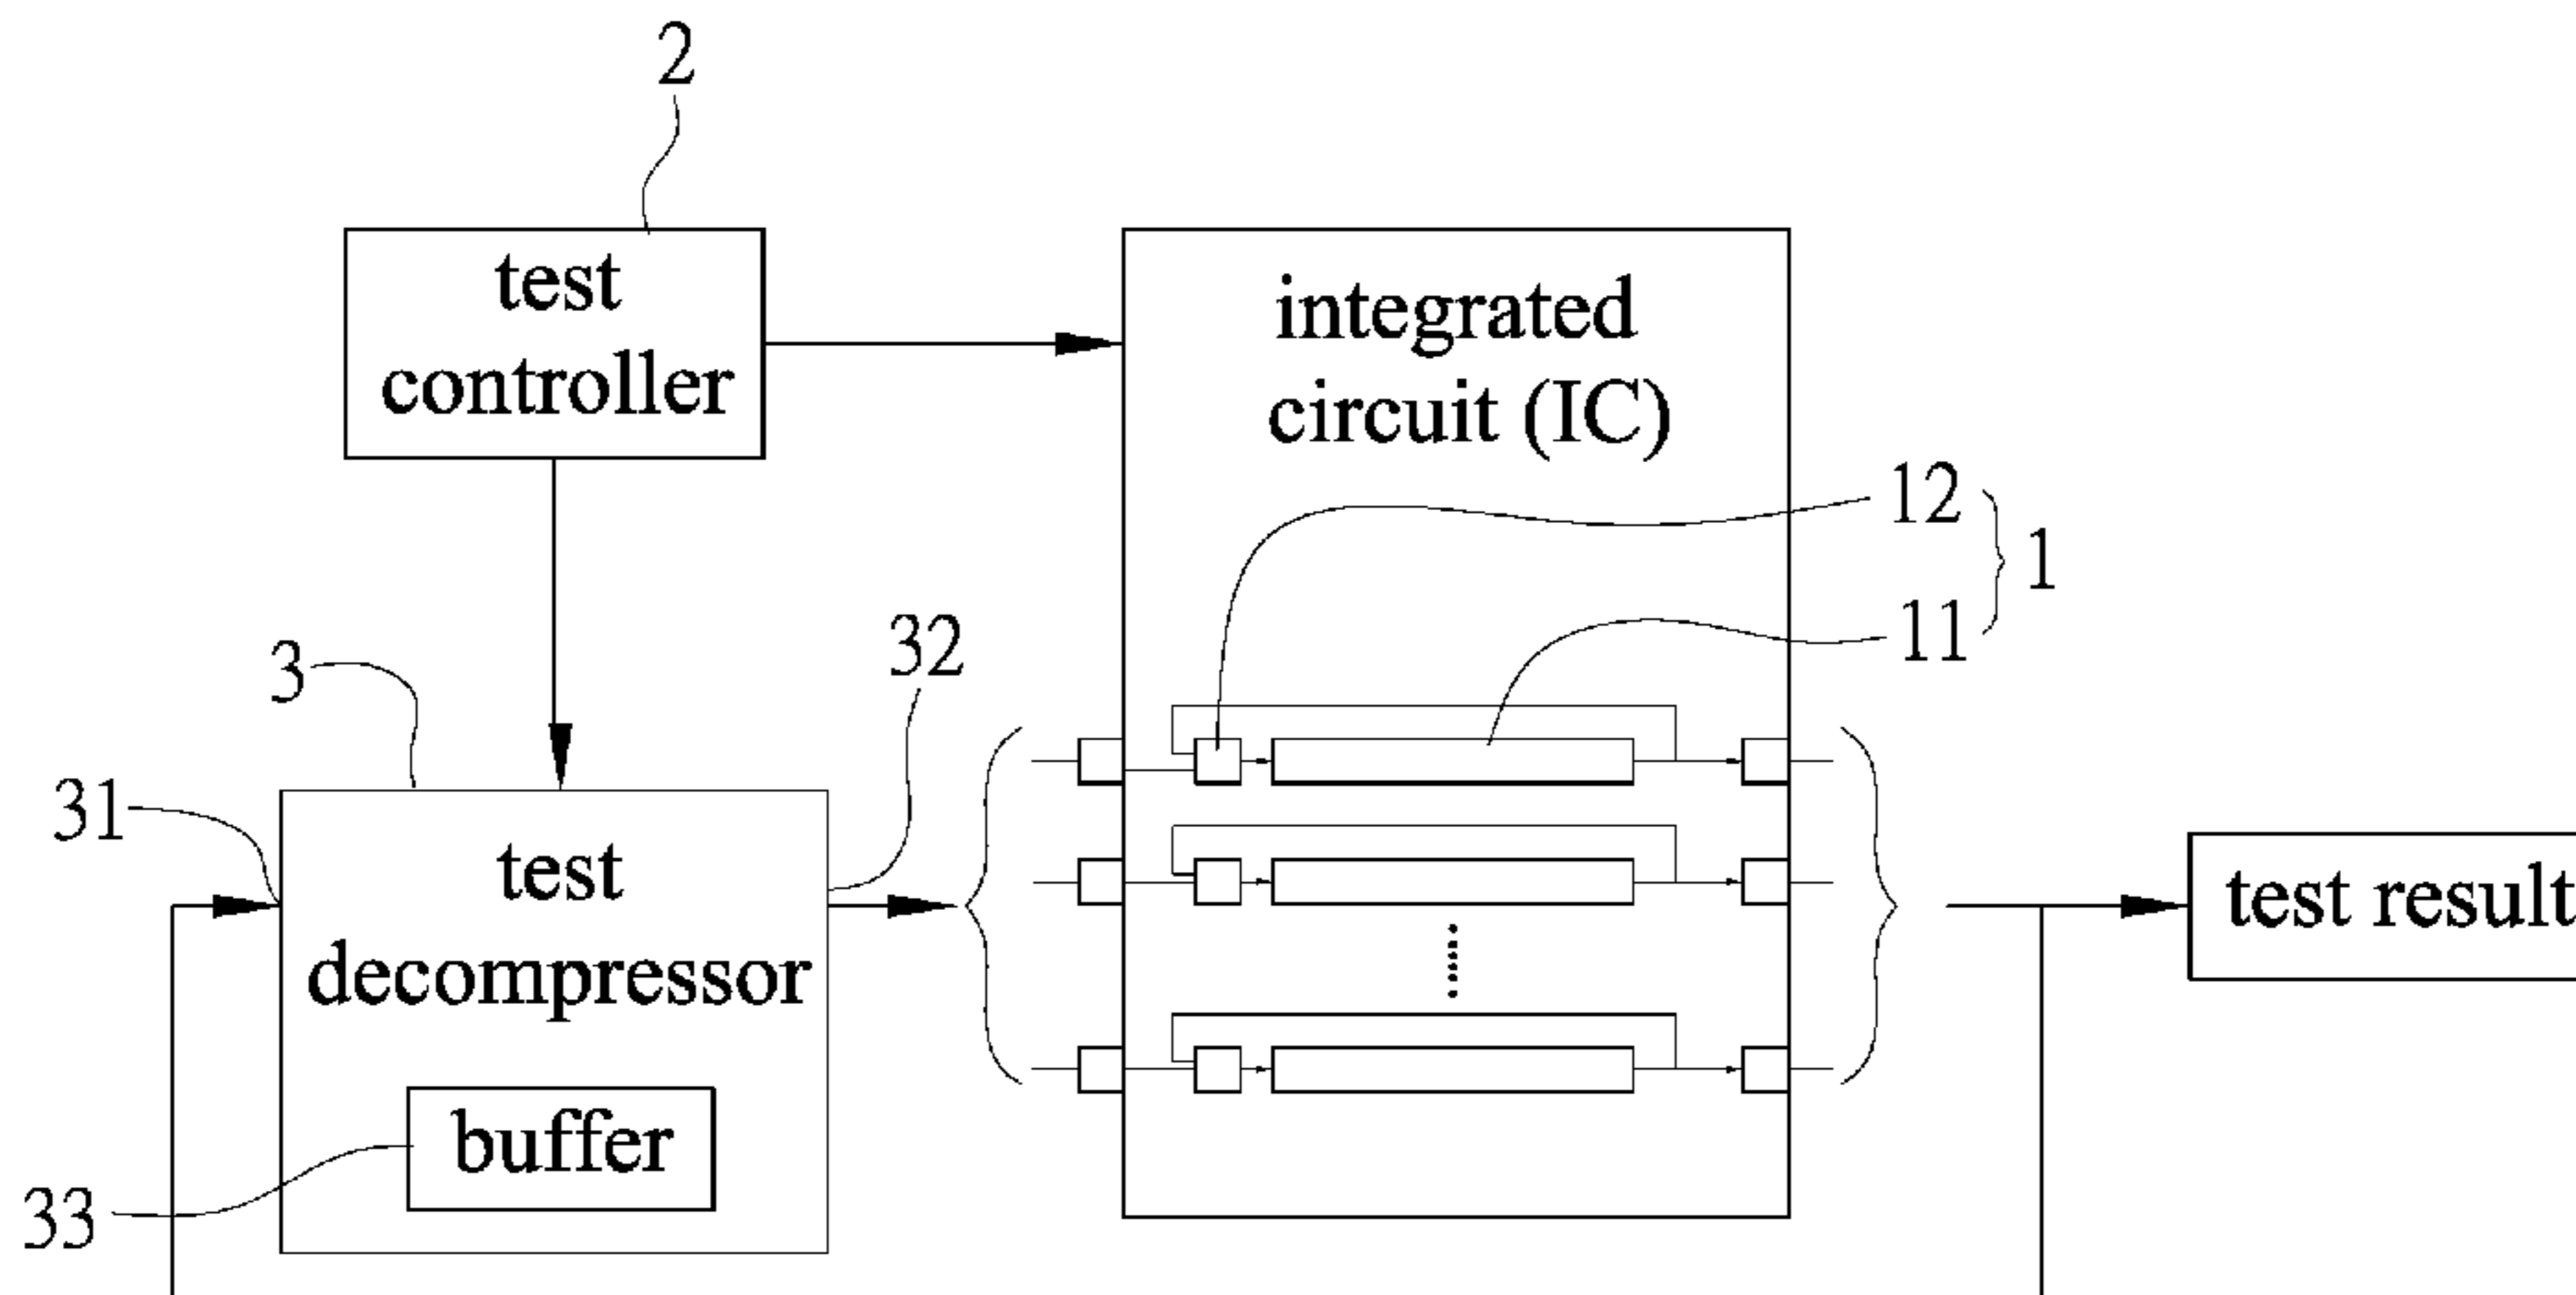 2
test
controller
integrated
circuit (IC)
12
1
11
32
3
31
test
decompressor
test result
buffer
33